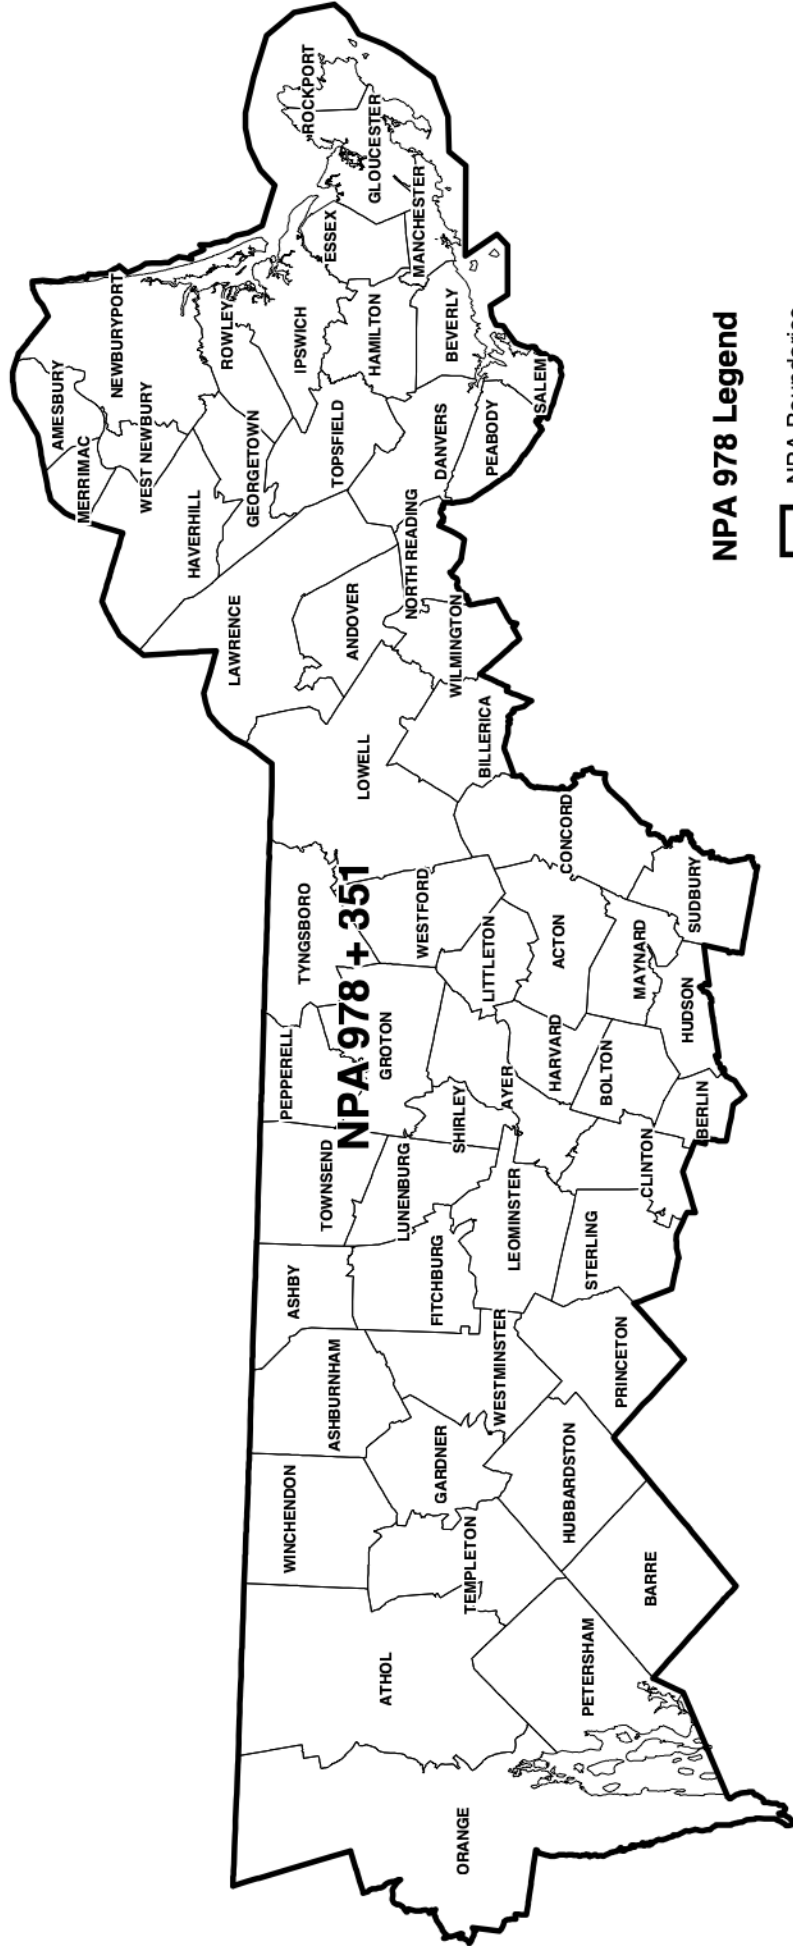 ROCKPORT
GLOUCESTER
ESSEX
MANCHESTER
NEWBURYPORT
ROWLEY
IPSWICH
HAMILTON
BEVERLY
AMESBURY
MERRIMAC
WEST NEWBURY
GEORGETOWN
TOPSFIELD
DANVERS
PEABODY
SALEM
HAVERHILL
LAWRENCE
ANDOVER
NORTH READING
WILMINGTON
LOWELL
BILLERICA
CONCORD
TYNGSBORO
WESTFORD
LITTLETON
ACTON
MAYNARD
SUDBURY
NPA 978 + 351
PEPPERELL
GROTON
AYER
HARVARD
BOLTON
HUDSON
BERLIN
TOWNSEND
LUNENBURG
SHIRLEY
LEOMINSTER
CLINTON
STERLING
ASHBY
FITCHBURG
ASHBURNHAM
WESTMINSTER
PRINCETON
WINCHENDON
GARDNER
HUBBARDSTON
TEMPLETON
BARRE
ATHOL
PETERSHAM
ORANGE
NPA 978 Legend
NPA Boundaries